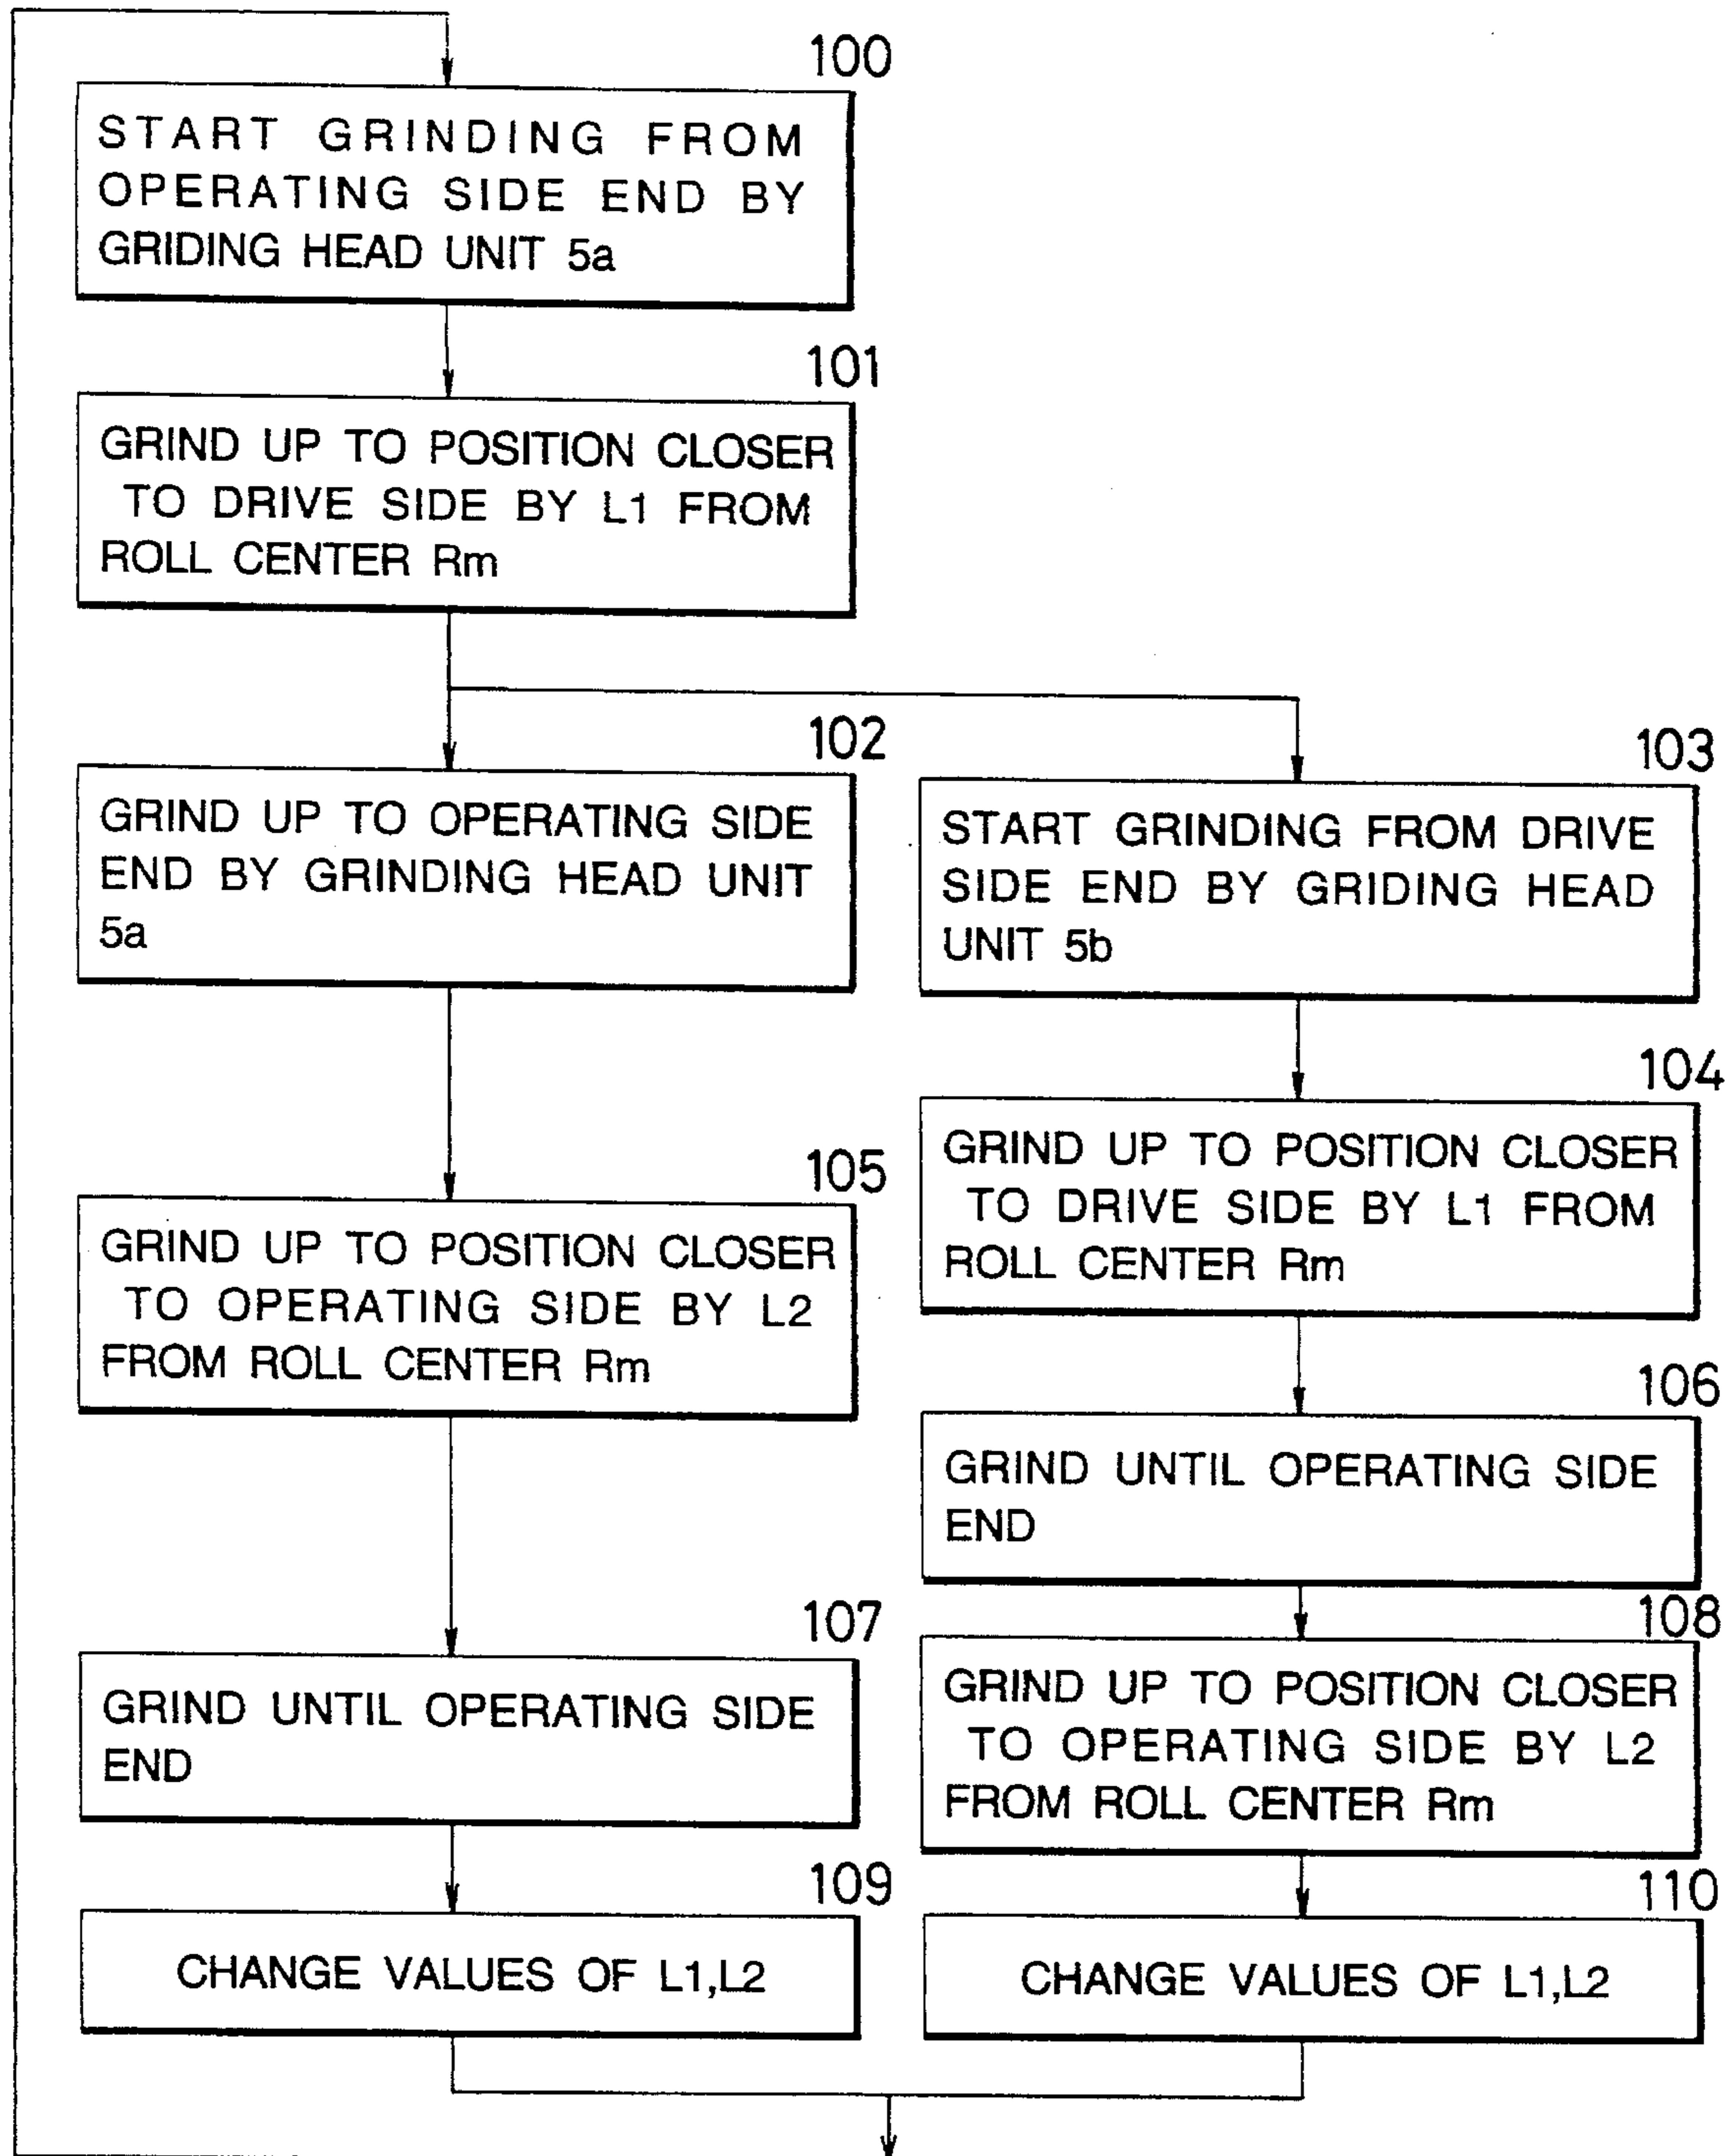 100
START GRINDING FROM
OPERATING SIDE END BY
GRIDING HEAD UNIT 5a
101
GRIND UP TO POSITION CLOSER
TO DRIVE SIDE BY L1 FROM
ROLL CENTER Rm
102
GRIND UP TO OPERATING SIDE
END BY GRINDING HEAD UNIT
5a
103
START GRINDING FROM DRIVE
SIDE END BY GRIDING HEAD
UNIT 5b
104
GRIND UP TO POSITION CLOSER
TO DRIVE SIDE BY L1 FROM
ROLL CENTER Rm
105
GRIND UP TO POSITION CLOSER
TO OPERATING SIDE BY L2
FROM ROLL CENTER Rm
106
GRIND UNTIL OPERATING SIDE
END
107
GRIND UNTIL OPERATING SIDE
END
108
GRIND UP TO POSITION CLOSER
TO OPERATING SIDE BY L2
FROM ROLL CENTER Rm
109
CHANGE VALUES OF L1,L2
110
CHANGE VALUES OF L1,L2